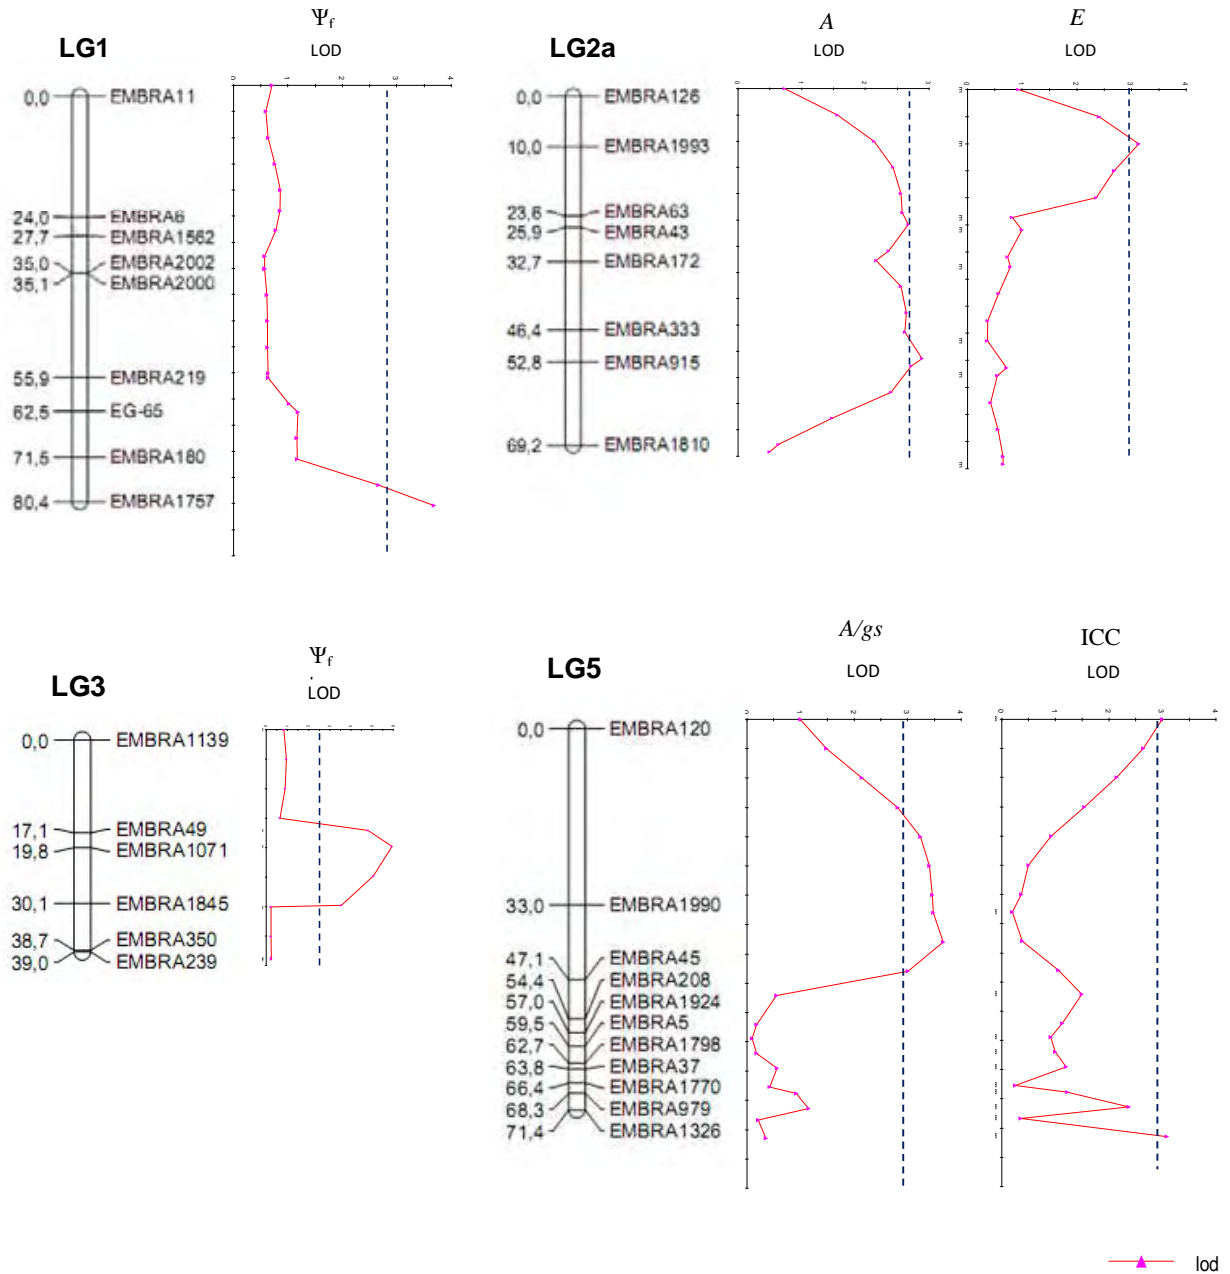 Ψf
LOD
LG1
0 1 2 3 4
0,0 EMBRA11
24,0 EMBRA6
27,7 EMBRA1562
35,0 EMBRA2002
35,1 EMBRA2000
55,9 EMBRA219
62,5 EG-65
71,5 EMBRA180
80,4 EMBRA1757
A
LOD
E
LOD
LG2a
0 1 2 3
0 1 2 3 4
0,0 EMBRA126
10,0 EMBRA1993
23,6 EMBRA63
25,9 EMBRA43
32,7 EMBRA172
46,4 EMBRA333
52,8 EMBRA915
69,2 EMBRA1810
Ψf
LOD
LG3
0,0 EMBRA1139
17,1 EMBRA49
19,8 EMBRA1071
30,1 EMBRA1845
38,7 EMBRA350
39,0 EMBRA239
A/gs
LOD
ICC
LOD
LG5
0 1 2 3 4
0 1 2 3 4
0,0 EMBRA120
33,0 EMBRA1990
47,1 EMBRA45
54,4 EMBRA208
57,0 EMBRA1924
59,5 EMBRA5
62,7 EMBRA1798
63,8 EMBRA37
66,4 EMBRA1770
68,3 EMBRA979
71,4 EMBRA1326
lod